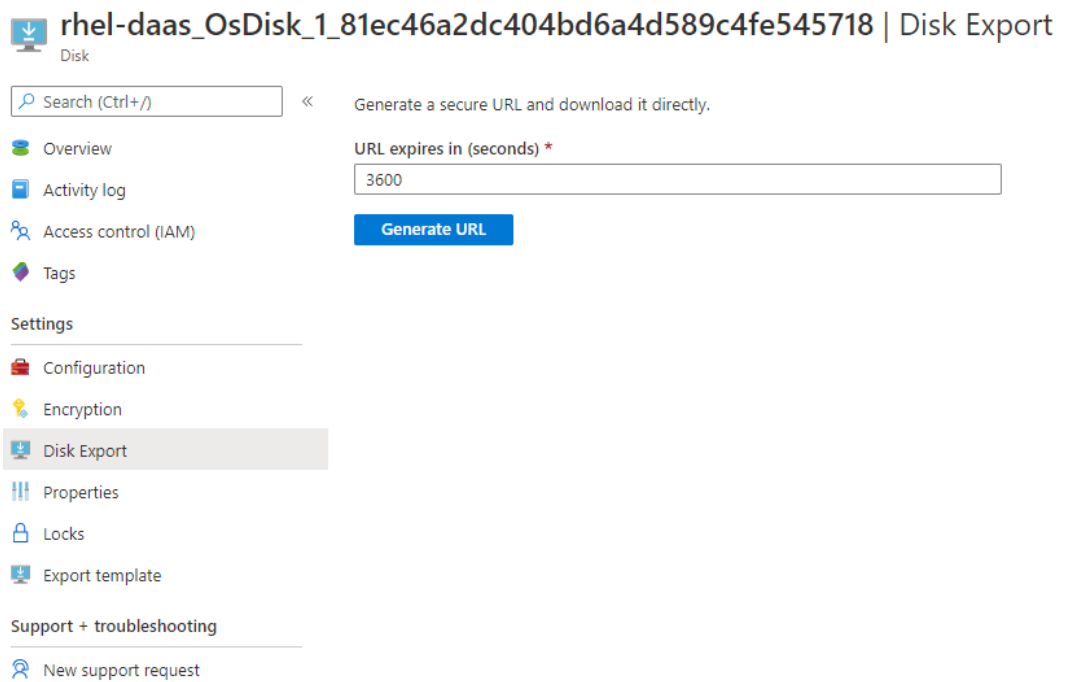 rhel-daas_OsDisk_1_81ec46a2dc404bd6a4d589c4fe545718 | Disk Export
Disk
Search (Ctrl+/)
«
Overview
Activity log
Access control (IAM)
Tags
Settings
Configuration
Encryption
Disk Export
Properties
Locks
Export template
Support + troubleshooting
New support request
Generate a secure URL and download it directly.
URL expires in (seconds) *
3600
Generate URL